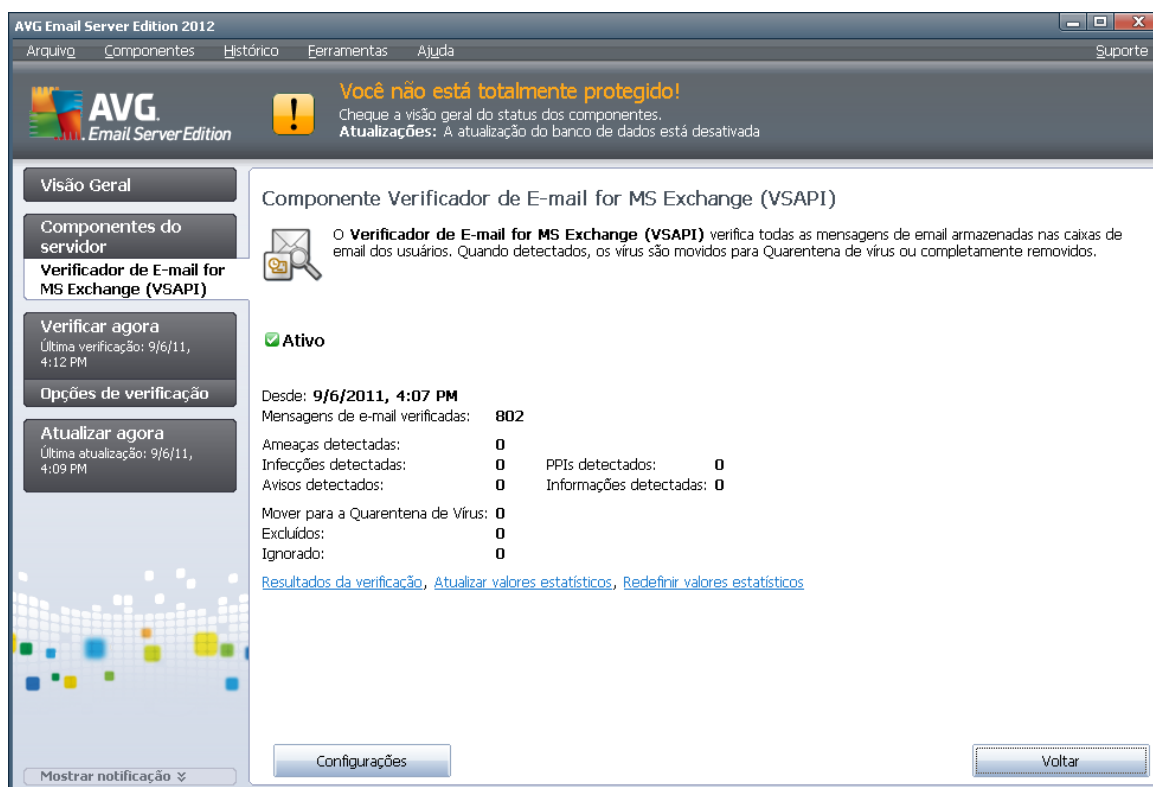 AVG Email Server Edition 2012
Arquivo Componentes Histórico Ferramentas Ajuda Suporte
AVG.
Email Server Edition
Você não está totalmente protegido!
Cheque a visão geral do status dos componentes.
Atualizações: A atualização do banco de dados está desativada
Visão Geral
Componentes do
servidor
Verificador de E-mail for
MS Exchange (VSAPI)
Verificar agora
Última verificação: 9/6/11,
4:12 PM
Opções de verificação
Atualizar agora
Última atualização: 9/6/11,
4:09 PM
Mostrar notificação
Componente Verificador de E-mail for MS Exchange (VSAPI)
O Verificador de E-mail for MS Exchange (VSAPI) verifica todas as mensagens de email armazenadas nas caixas de
email dos usuários. Quando detectados, os vírus são movidos para Quarentena de vírus ou completamente removidos.
Ativo
Desde: 9/6/2011, 4:07 PM
Mensagens de e-mail verificadas: 802
Ameaças detectadas: 0
Infecções detectadas: 0 PPIs detectados: 0
Avisos detectados: 0 Informações detectadas: 0
Mover para a Quarentena de Vírus: 0
Excluídos: 0
Ignorado: 0
Resultados da verificação, Atualizar valores estatísticos, Redefinir valores estatísticos
Configurações Voltar